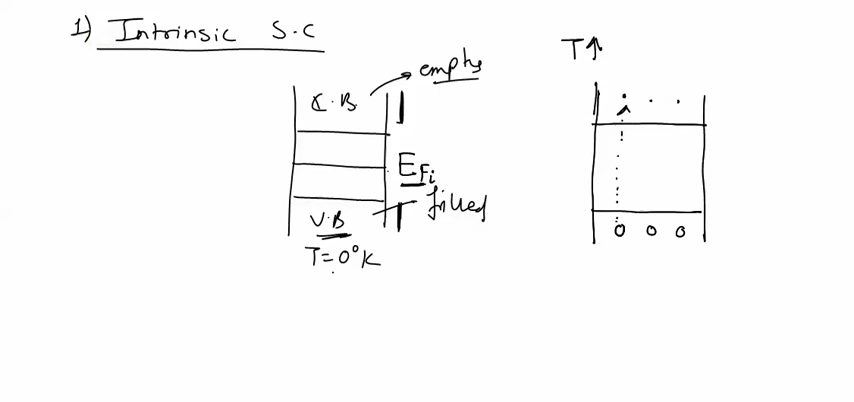 1) Intrinsic S.C
T↑
empty
C.B
E_Fi
filled
V.B
T=0°K